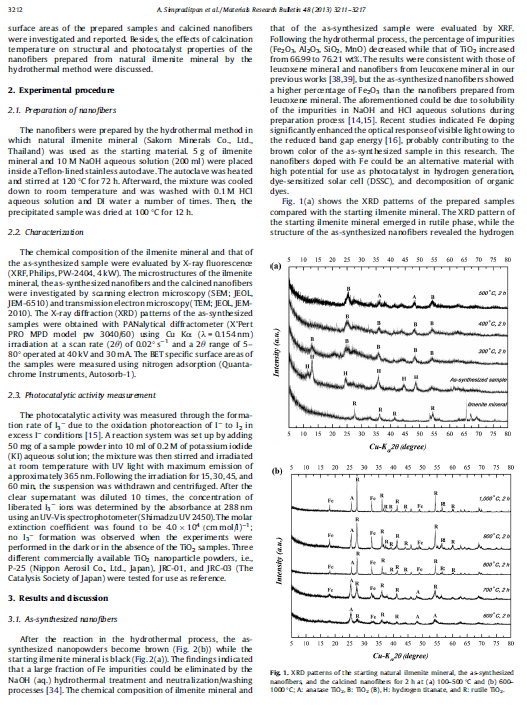 3212
A. Simpraditpan et al. / Materials Research Bulletin 48 (2013) 3211–3217
surface areas of the prepared samples and calcined nanofibers
were investigated and reported. Besides, the effects of calcination
temperature on structural and photocatalyst properties of the
nanofibers prepared from natural ilmenite mineral by the
hydrothermal method were discussed.
2. Experimental procedure
2.1. Preparation of nanofibers
The nanofibers were prepared by the hydrothermal method in
which natural ilmenite mineral (Sakorn Minerals Co., Ltd.,
Thailand) was used as the starting material. 5 g of ilmenite
mineral and 10 M NaOH aqueous solution (200 ml) were placed
inside a Teflon-lined stainless autoclave. The autoclave was heated
and stirred at 120 °C for 72 h. Afterward, the mixture was cooled
down to room temperature and was washed with 0.1 M HCl
aqueous solution and DI water a number of times. Then, the
precipitated sample was dried at 100 °C for 12 h.
2.2. Characterization
The chemical composition of the ilmenite mineral and that of
the as-synthesized sample were evaluated by X-ray fluorescence
(XRF, Philips, PW-2404, 4 kW). The microstructures of the ilmenite
mineral, the as-synthesized nanofibers and the calcined nanofibers
were investigated by scanning electron microscopy (SEM; JEOL,
JEM-6510) and transmission electron microscopy (TEM; JEOL, JEM-
2010). The X-ray diffraction (XRD) patterns of the as-synthesized
samples were obtained with PANalytical diffractometer (X'Pert
PRO MPD model pw 3040/60) using Cu Kα (λ = 0.154 nm)
irradiation at a scan rate (2θ) of 0.02° s⁻¹ and a 2θ range of 5–
80° operated at 40 kV and 30 mA. The BET specific surface areas of
the samples were measured using nitrogen adsorption (Quanta-
chrome Instruments, Autosorb-1).
2.3. Photocatalytic activity measurement
The photocatalytic activity was measured through the forma-
tion rate of I₃⁻ due to the oxidation photoreaction of I⁻ to I₂ in
excess I⁻ conditions [15]. A reaction system was set up by adding
50 mg of a sample powder into 10 ml of 0.2 M of potassium iodide
(KI) aqueous solution; the mixture was then stirred and irradiated
at room temperature with UV light with maximum emission of
approximately 365 nm. Following the irradiation for 15, 30, 45, and
60 min, the suspension was withdrawn and centrifuged. After the
clear supernatant was diluted 10 times, the concentration of
liberated I₃⁻ ions was determined by the absorbance at 288 nm
using an UV-Vis spectrophotometer (Shimadzu UV 2450). The molar
extinction coefficient was found to be 4.0 × 10⁴ (cm mol/l)⁻¹;
no I₃⁻ formation was observed when the experiments were
performed in the dark or in the absence of the TiO₂ samples. Three
different commercially available TiO₂ nanoparticle powders, i.e.,
P-25 (Nippon Aerosil Co., Ltd., Japan), JRC-01, and JRC-03 (The
Catalysis Society of Japan) were tested for use as reference.
3. Results and discussion
3.1. As-synthesized nanofibers
After the reaction in the hydrothermal process, the as-
synthesized nanopowders become brown (Fig. 2(b)) while the
starting ilmenite mineral is black (Fig. 2(a)). The findings indicated
that a large fraction of Fe impurities could be eliminated by the
NaOH (aq.) hydrothermal treatment and neutralization/washing
processes [34]. The chemical composition of ilmenite mineral and
that of the as-synthesized nanofibers were evaluated by XRF.
Following the hydrothermal process, the percentage of impurities
(Fe₂O₃, Al₂O₃, SiO₂, MnO) decreased while that of TiO₂ increased
from 66.99 to 76.21 wt%. The results were consistent with those of
leucoxene mineral and nanofibers from leucoxene mineral in our
previous works [38,39], but the as-synthesized nanofibers showed
a higher percentage of Fe₂O₃ than the nanofibers prepared from
leucoxene mineral. The aforementioned could be due to solubility
of the impurities in NaOH and HCl aqueous solutions during
preparation process [14,15]. Recent studies indicated Fe doping
significantly enhanced the optical response of visible light owing to
the reduced band gap energy [16], probably contributing to the
brown color of the as-synthesized sample in this research. The
nanofibers doped with Fe could be an alternative material with
high potential for use as photocatalyst in hydrogen generation,
dye-sensitized solar cell (DSSC), and decomposition of organic
dyes.
Fig. 1(a) shows the XRD patterns of the prepared samples
compared with the starting ilmenite mineral. The XRD pattern of
the starting ilmenite mineral emerged in rutile phase, while the
structure of the as-synthesized nanofibers revealed the hydrogen
(a)
5 10 15 20 25 30 35 40 45 50 55 60 65 70 75 80
B A A B
500°C, 2 h
B B B
400°C, 2 h
B B B
300°C, 2 h
H H H H H H
As-synthesized sample
R R R R
Ilmenite mineral
Intensity (a.u.)
5 10 15 20 25 30 35 40 45 50 55 60 65 70 75 80
Cu-Kα2θ (degree)
(b)
5 10 15 20 25 30 35 40 45 50 55 60 65 70 75 80
1,000°C, 2 h
900°C, 2 h
800°C, 2 h
700°C, 2 h
600°C, 2 h
Intensity (a.u.)
5 10 15 20 25 30 35 40 45 50 55 60 65 70 75 80
Cu-Kα2θ (degree)
Fig. 1. XRD patterns of the starting natural ilmenite mineral, the as-synthesized
nanofibers, and the calcined nanofibers for 2 h at (a) 100–500 °C and (b) 600–
1000 °C; A: anatase TiO₂, B: TiO₂ (B), H: hydrogen titanate, and R: rutile TiO₂.